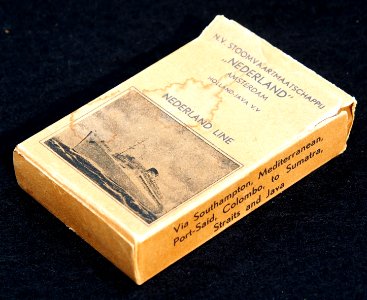 N.V. STOOMVAARTMAATSCHAPPIJ
„NEDERLAND”
AMSTERDAM
HOLLAND-JAVA V.V.
NEDERLAND LINE
Via Southampton, Mediterranean,
Port-Said, Colombo, to Sumatra,
Straits and Java